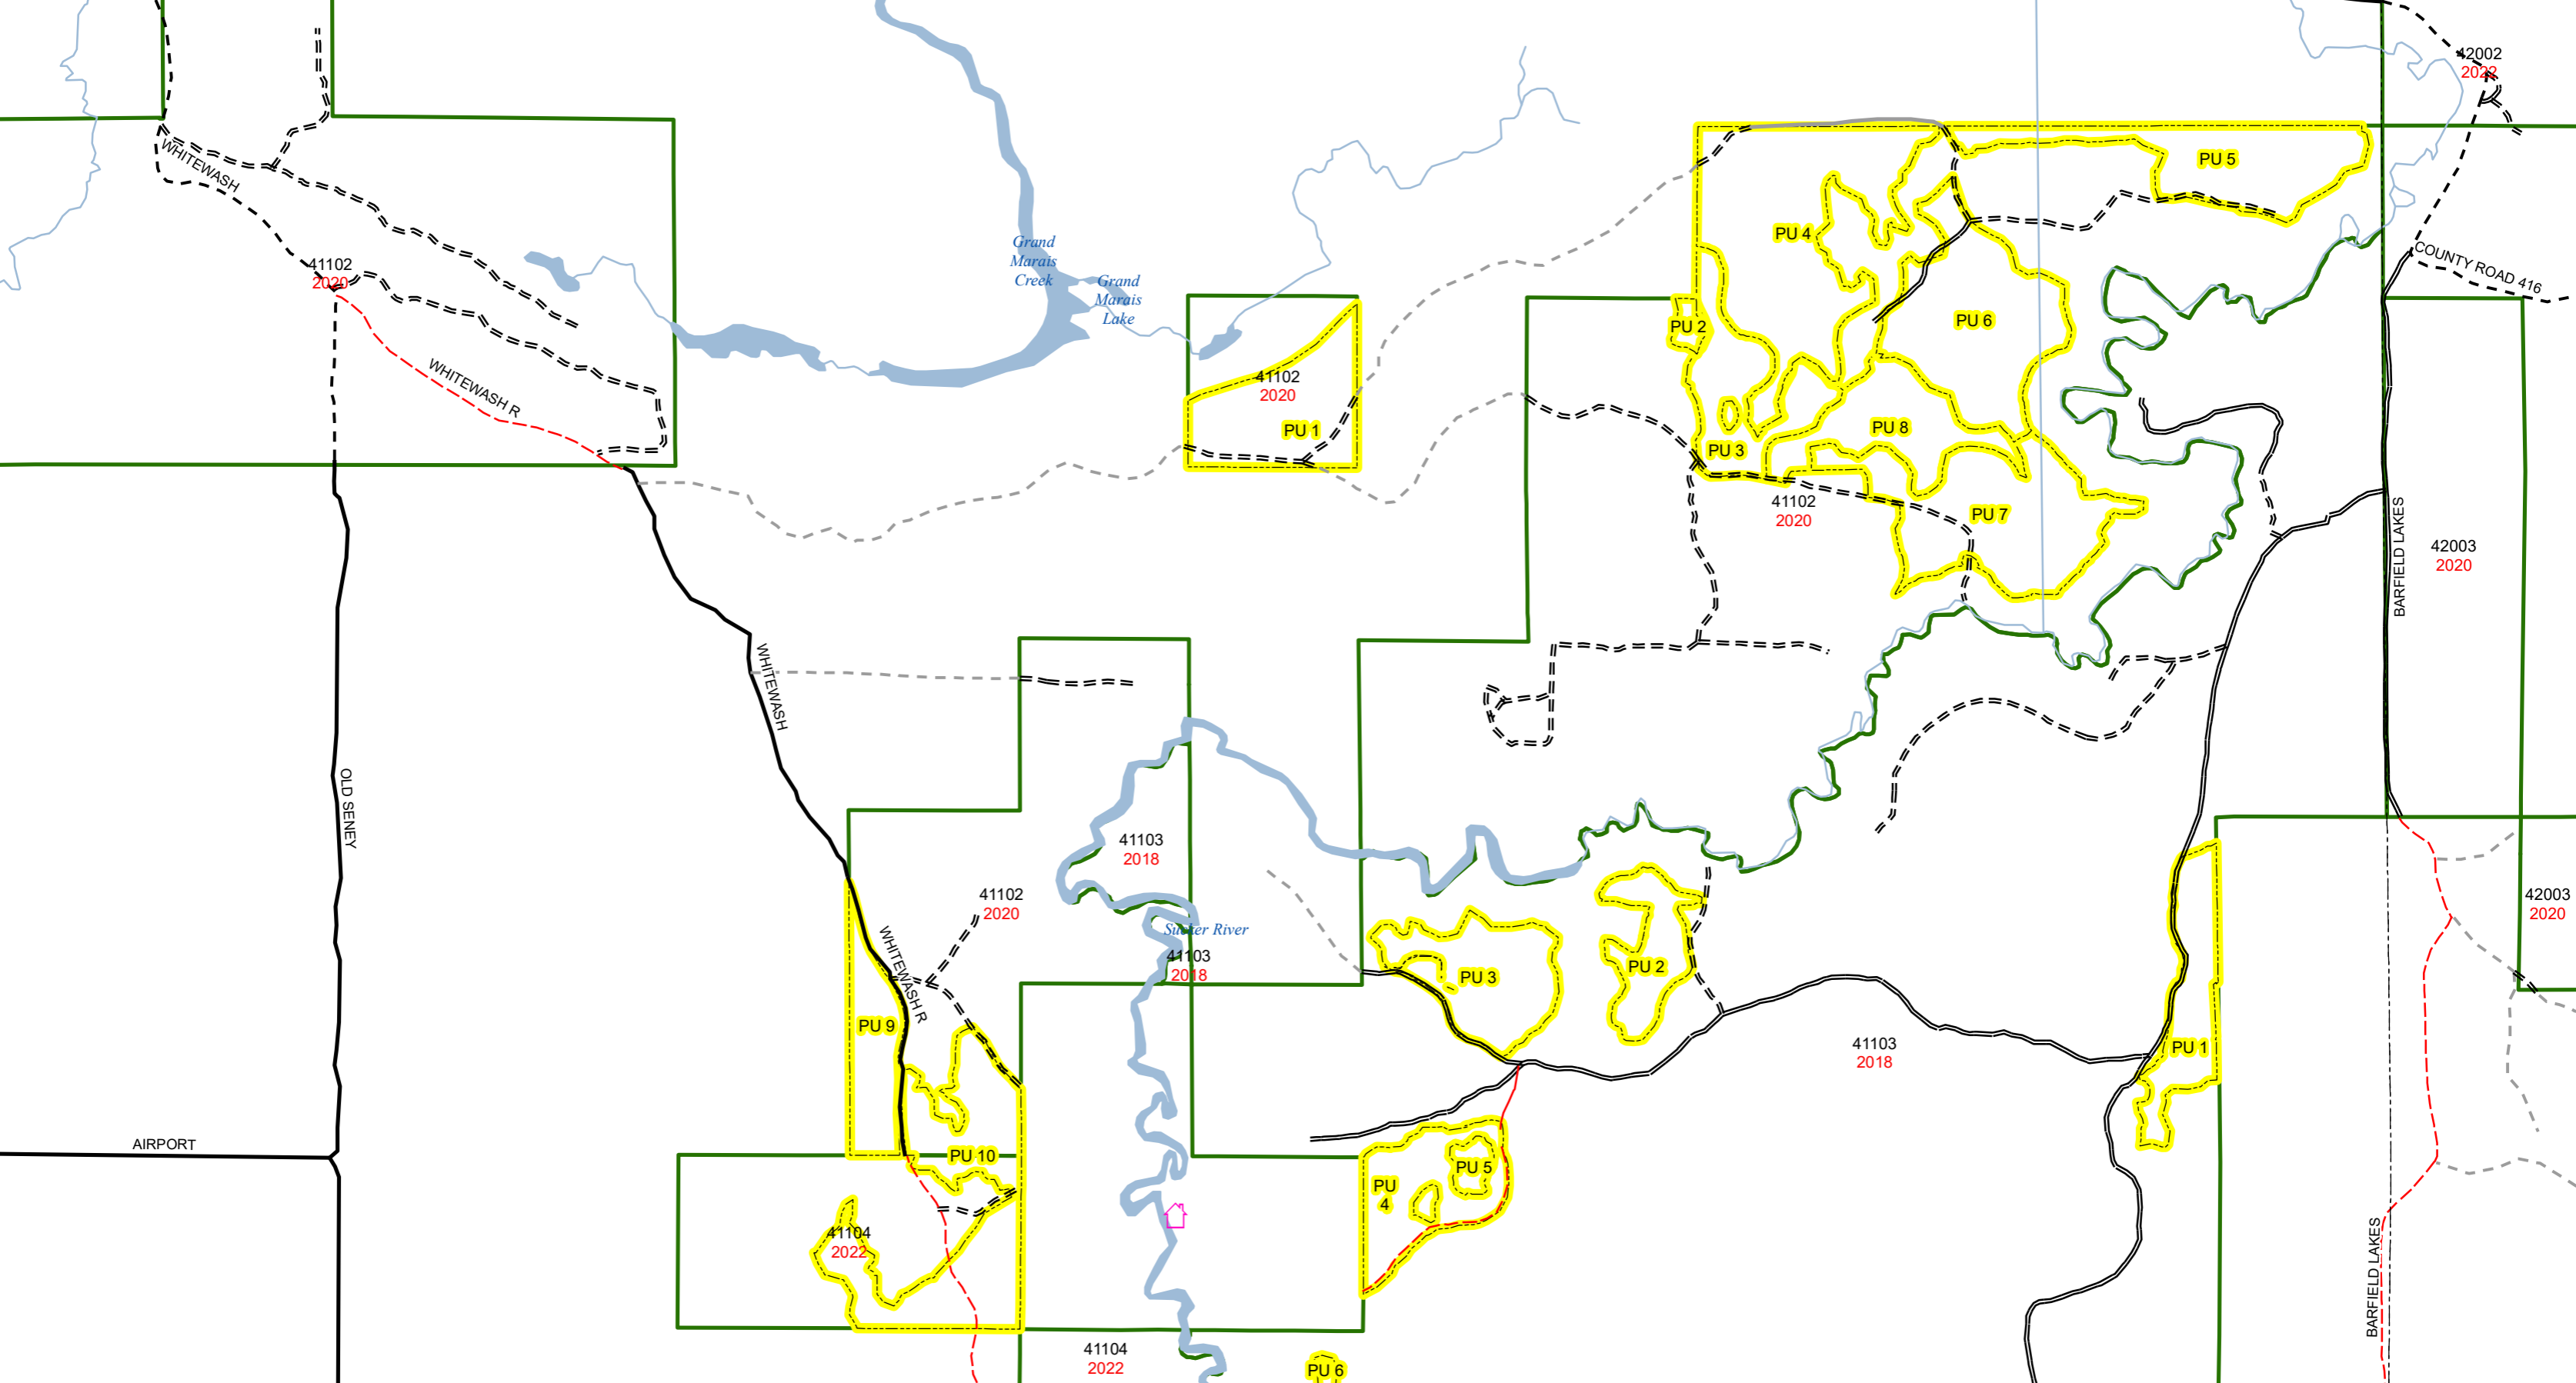 42002
2022
WHITEWASH
PU 5
PU 4
Grand
Marais
Creek
COUNTY ROAD 416
41102
2020
Grand
Marais
Lake
PU 2
PU 6
WHITEWASH R
41102
2020
PU 1
PU 8
PU 3
41102
2020
PU 7
BARFIELD LAKES
42003
2020
WHITEWASH
OLD SENEY
41103
2018
41102
2020
42003
2020
Sucker River
WHITEWASH R
41103
2018
PU 3
PU 2
PU 9
41103
2018
PU 1
AIRPORT
PU 10
PU 5
PU
4
41104
2022
BARFIELD LAKES
41104
2022
PU 6